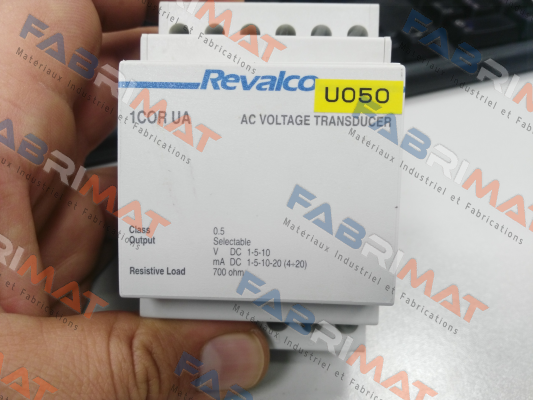 Revalco
U050
1COR UA
AC VOLTAGE TRANSDUCER
Class 0.5
Output Selectable
V DC 1-5-10
mA DC 1-5-10-20 (4-20)
Resistive Load 700 ohm
FABRIMAT
Materiaux Industriel et Fabrications